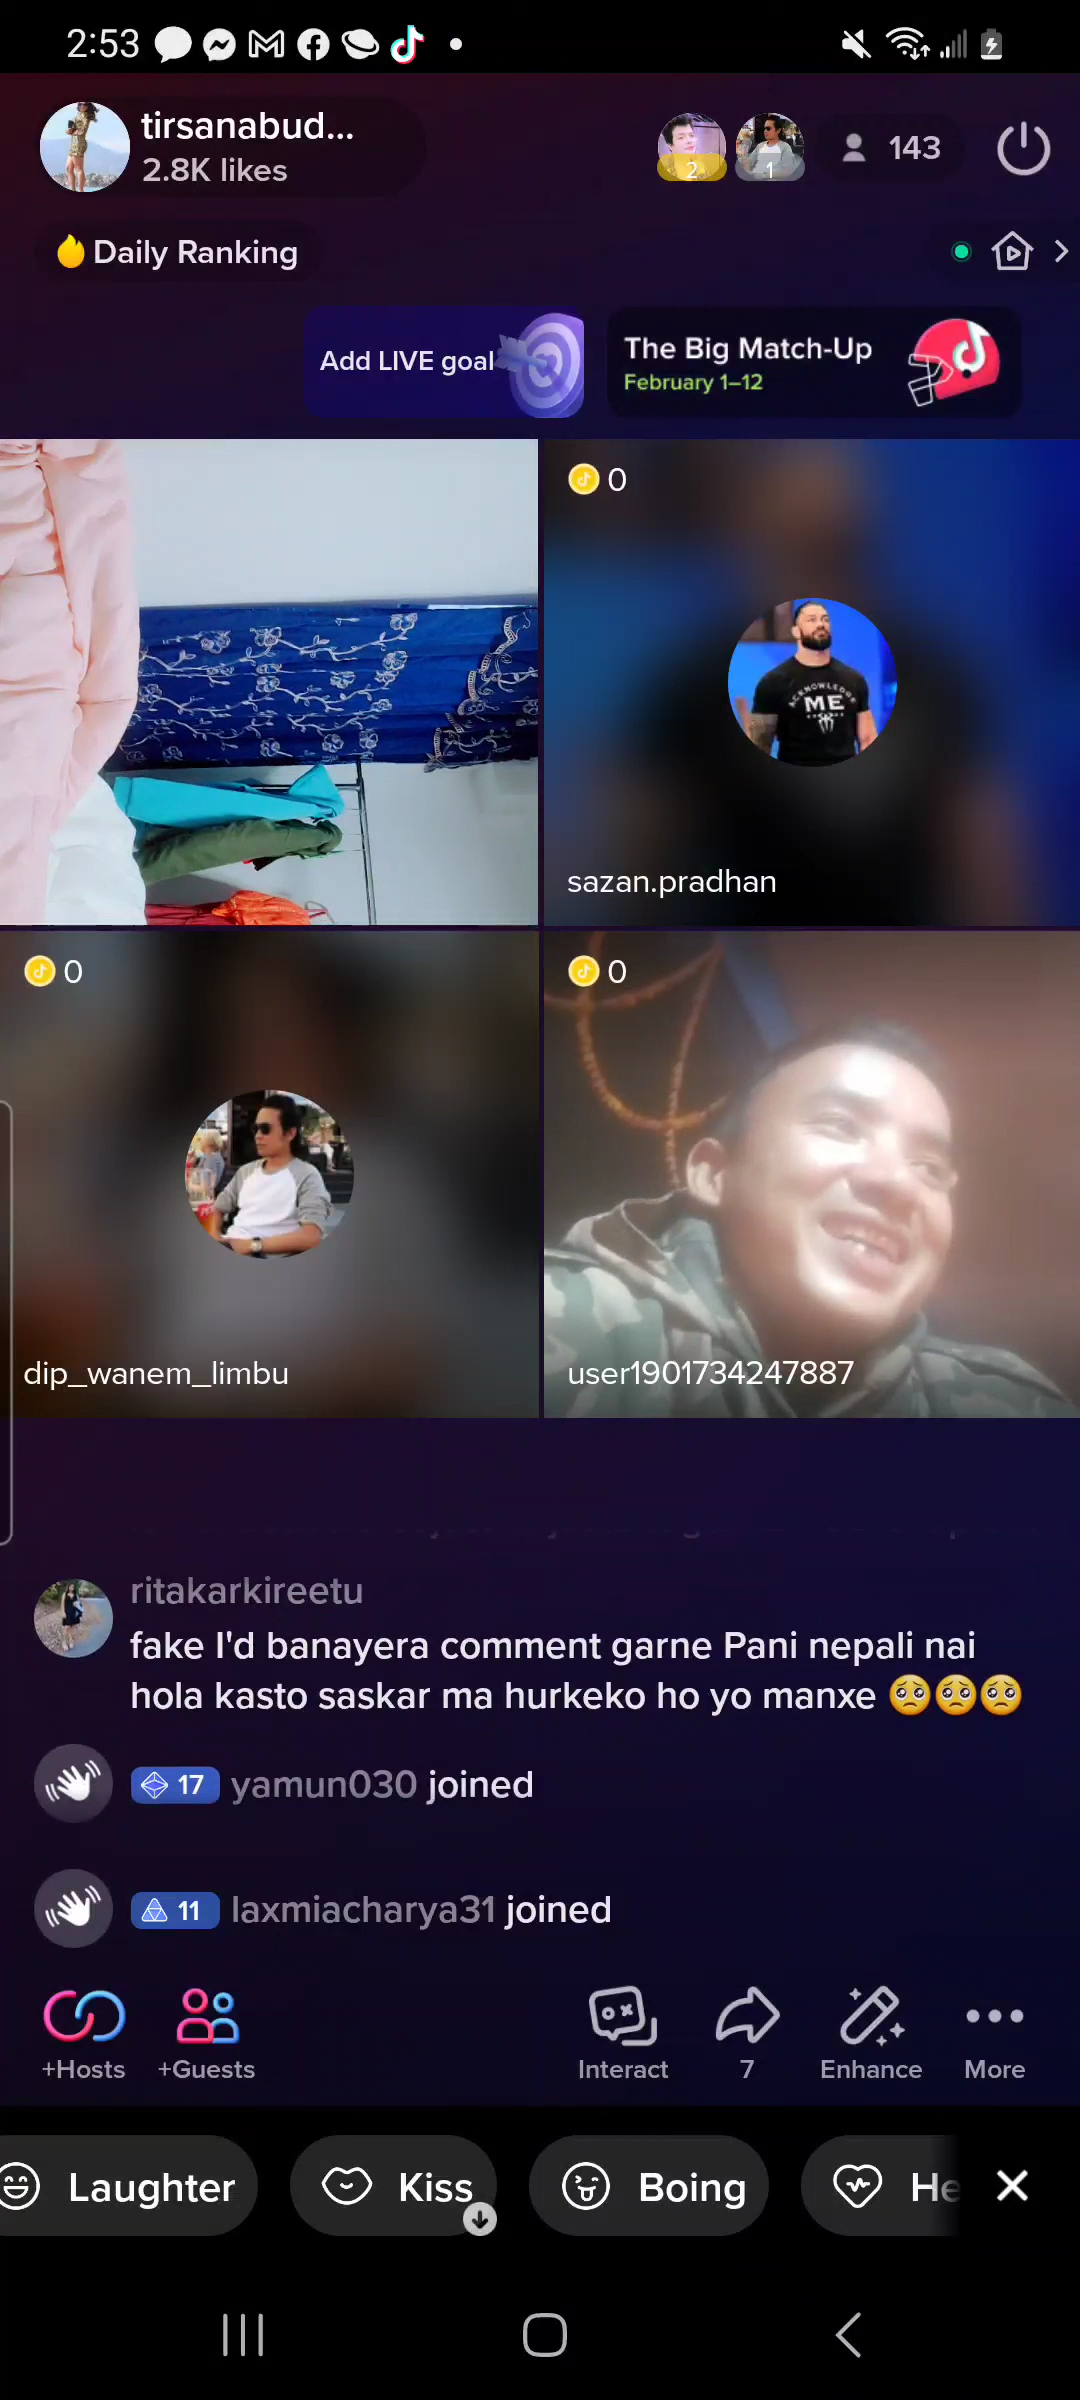 2:53
tirsanabud...
2.8K likes
2
1
143
Daily Ranking
Add LIVE goal
The Big Match-Up
February 1–12
0
ACKNOWLEDGE
ME
sazan.pradhan
0
0
dip_wanem_limbu
user1901734247887
ritakarkireetu
fake I'd banayera comment garne Pani nepali nai
hola kasto saskar ma hurkeko ho yo manxe 🥺🥺🥺
17 yamun030 joined
11 laxmiacharya31 joined
+Hosts
+Guests
Interact
7
Enhance
More
Laughter
Kiss
Boing
He